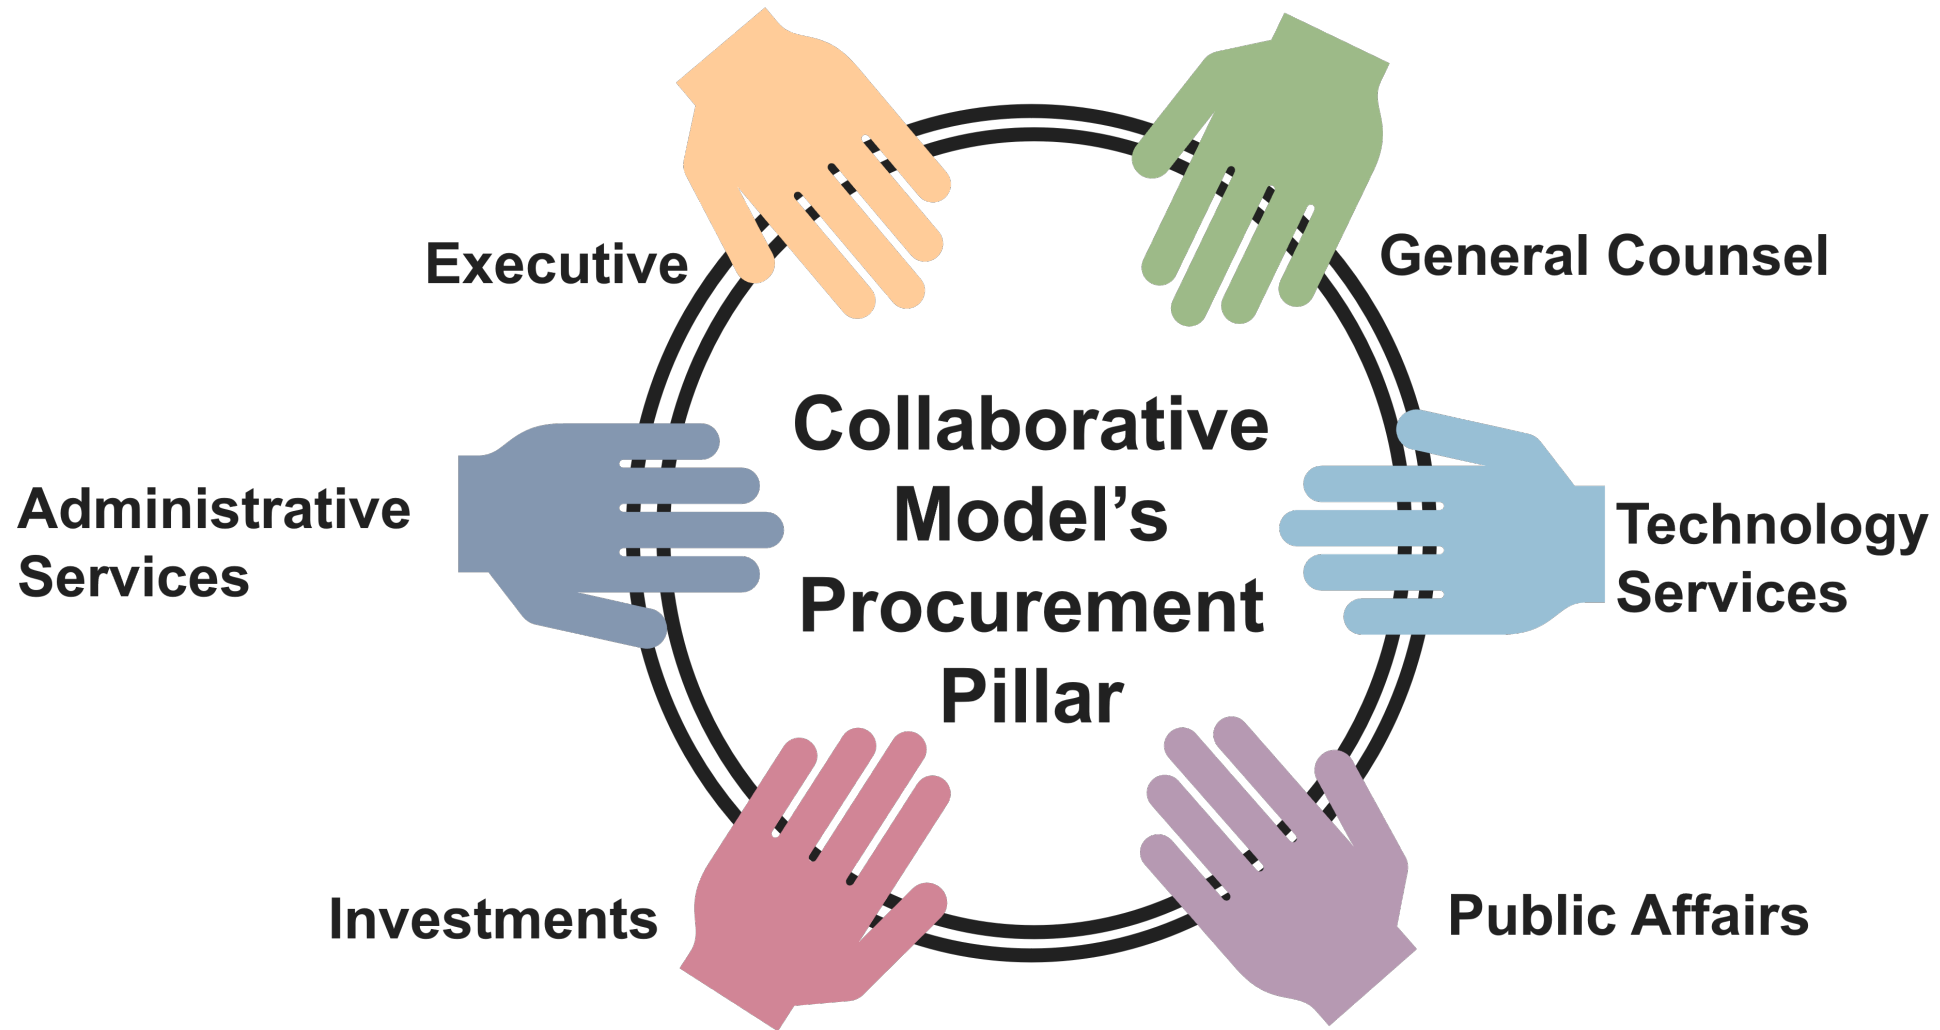 Executive
General Counsel
Collaborative
Model’s
Procurement
Pillar
Administrative
Services
Technology
Services
Investments
Public Affairs